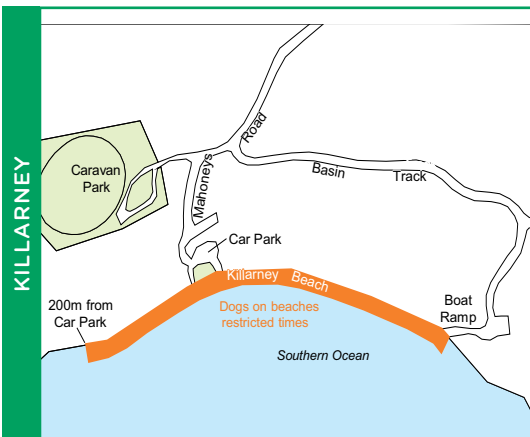 KILLARNEY
Road
Caravan
Park
Mahoneys
Basin
Track
Car Park
Killarney Beach
200m from
Car Park
Dogs on beaches
restricted times
Boat
Ramp
Southern Ocean